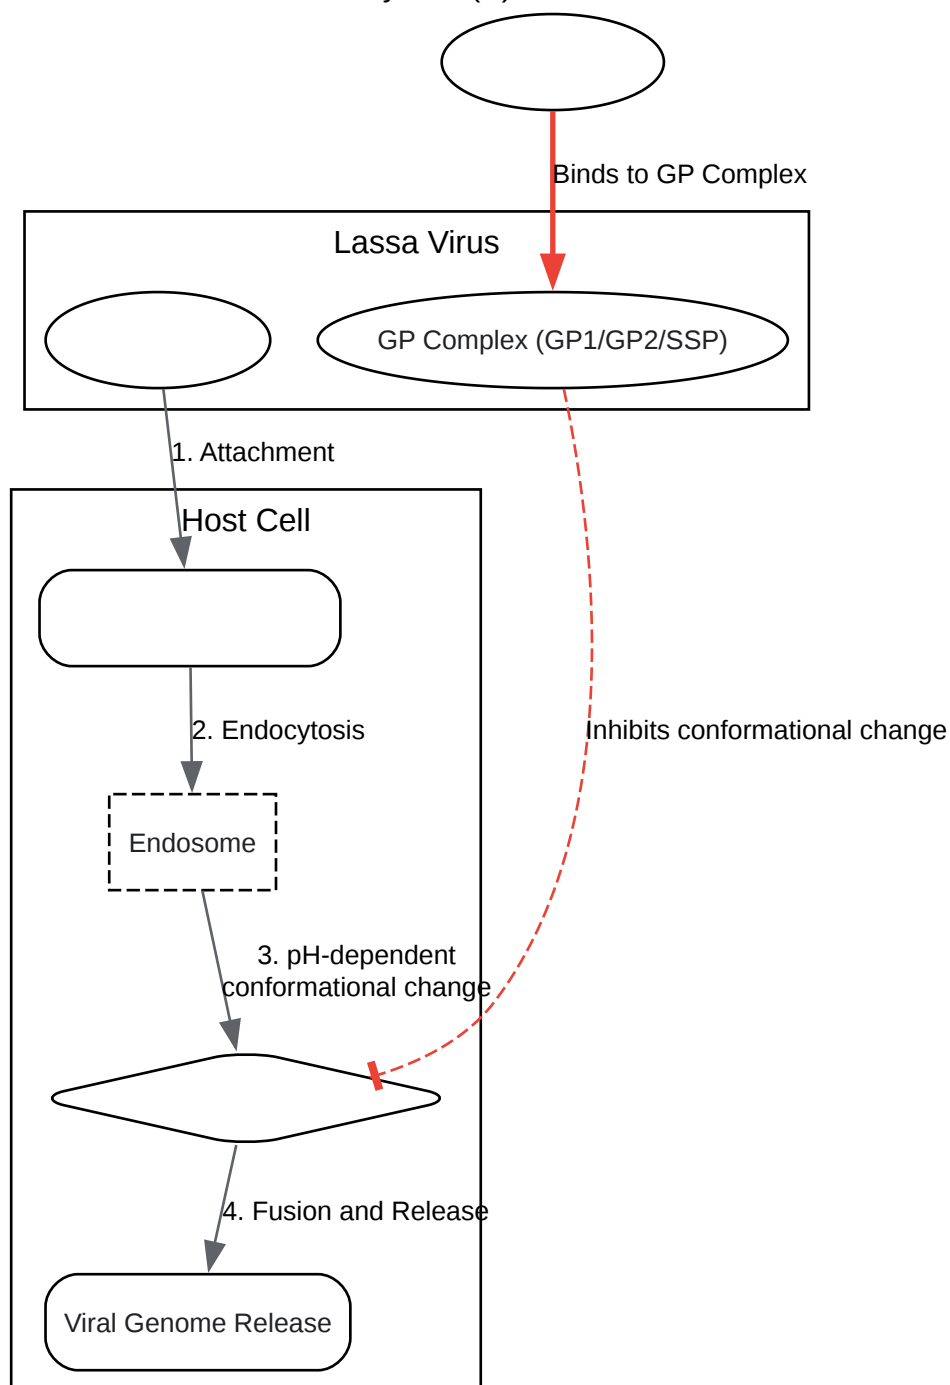 Binds to GP Complex
Lassa Virus
GP Complex (GP1/GP2/SSP)
1. Attachment
Host Cell
2. Endocytosis
Inhibits conformational change
Endosome
3. pH-dependent
conformational change
4. Fusion and Release
Viral Genome Release